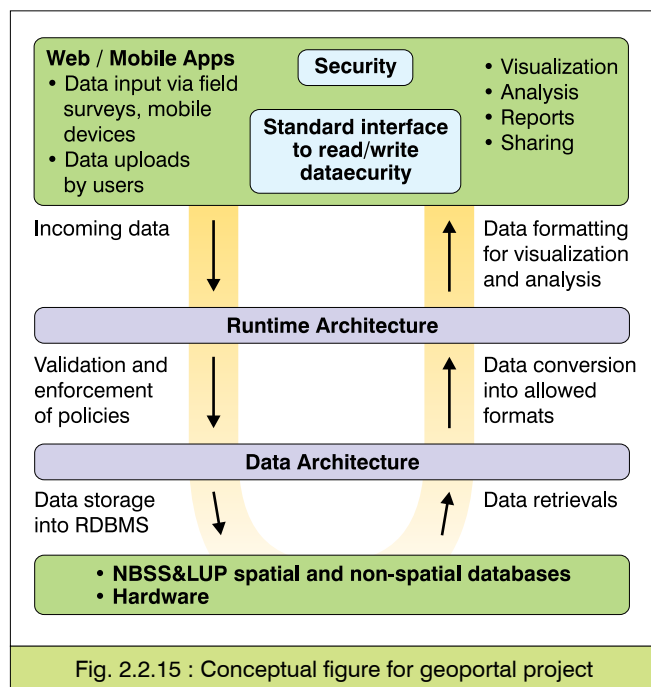 Web / Mobile Apps
• Data input via field
surveys, mobile
devices
• Data uploads
by users
Security
Standard interface
to read/write
dataecurity
• Visualization
• Analysis
• Reports
• Sharing
Incoming data
Data formatting
for visualization
and analysis
Runtime Architecture
Validation and
enforcement
of policies
Data conversion
into allowed
formats
Data Architecture
Data storage
into RDBMS
Data retrievals
• NBSS&LUP spatial and non-spatial databases
• Hardware
Fig. 2.2.15 : Conceptual figure for geoportal project